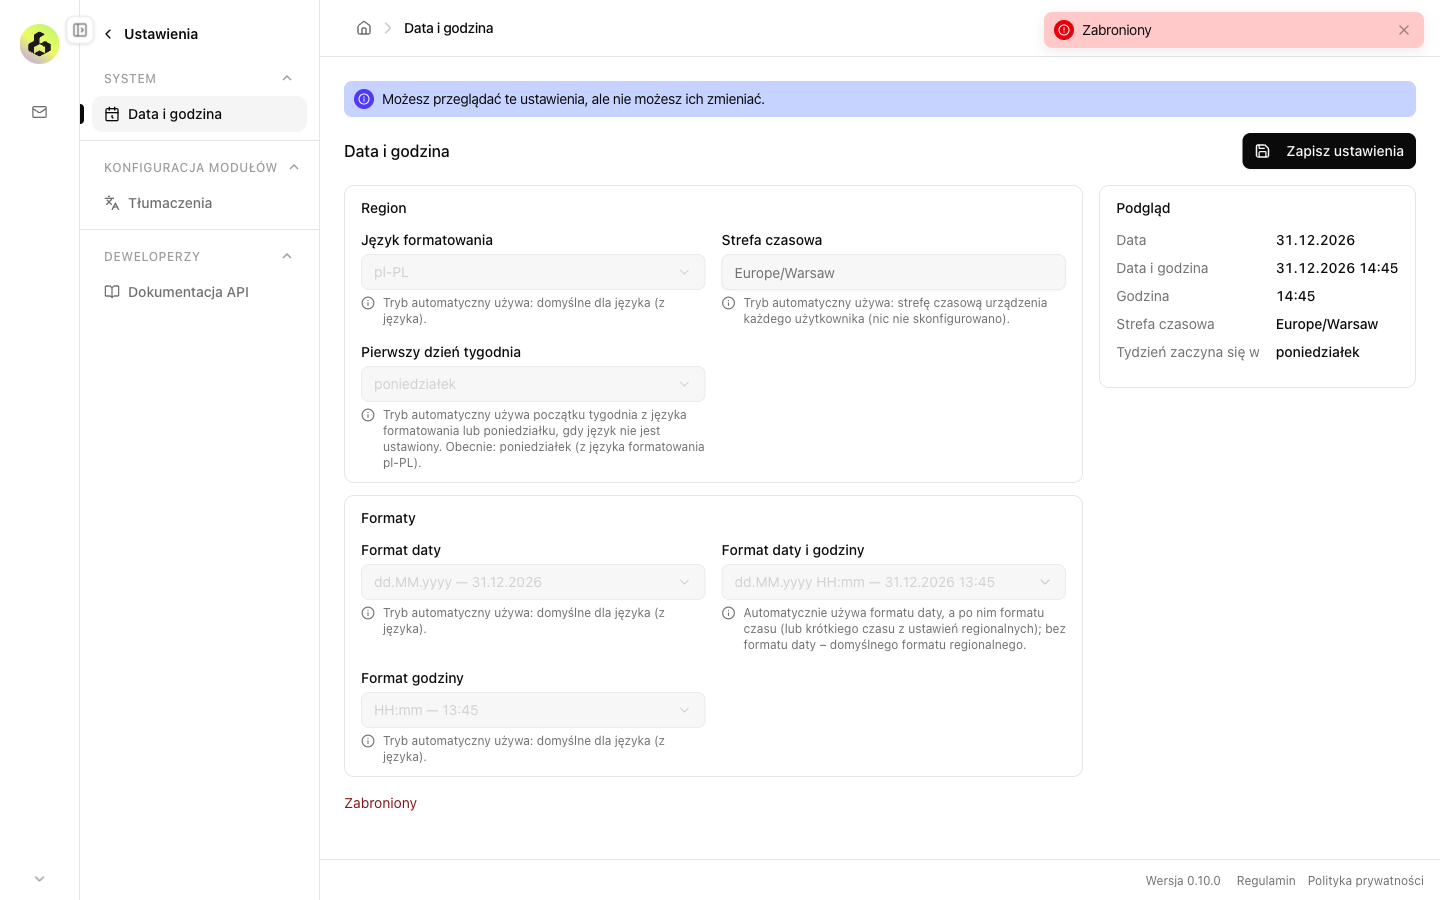 Ustawienia
SYSTEM
Data i godzina
KONFIGURACJA MODUŁÓW
Tłumaczenia
DEWELOPERZY
Dokumentacja API
Data i godzina
Zabroniony
Możesz przeglądać te ustawienia, ale nie możesz ich zmieniać.
Data i godzina
Zapisz ustawienia
Region
Język formatowania
pl-PL
Tryb automatyczny używa: domyślne dla języka (z
języka).
Strefa czasowa
Europe/Warsaw
Tryb automatyczny używa: strefę czasową urządzenia
każdego użytkownika (nic nie skonfigurowano).
Pierwszy dzień tygodnia
poniedziałek
Tryb automatyczny używa początku tygodnia z języka
formatowania lub poniedziałku, gdy język nie jest
ustawiony. Obecnie: poniedziałek (z języka formatowania
pl-PL).
Formaty
Format daty
dd.MM.yyyy — 31.12.2026
Tryb automatyczny używa: domyślne dla języka (z
języka).
Format daty i godziny
dd.MM.yyyy HH:mm — 31.12.2026 13:45
Automatycznie używa formatu daty, a po nim formatu
czasu (lub krótkiego czasu z ustawień regionalnych); bez
formatu daty – domyślnego formatu regionalnego.
Format godziny
HH:mm — 13:45
Tryb automatyczny używa: domyślne dla języka (z
języka).
Zabroniony
Podgląd
Data 31.12.2026
Data i godzina 31.12.2026 14:45
Godzina 14:45
Strefa czasowa Europe/Warsaw
Tydzień zaczyna się w poniedziałek
Wersja 0.10.0 Regulamin Polityka prywatności